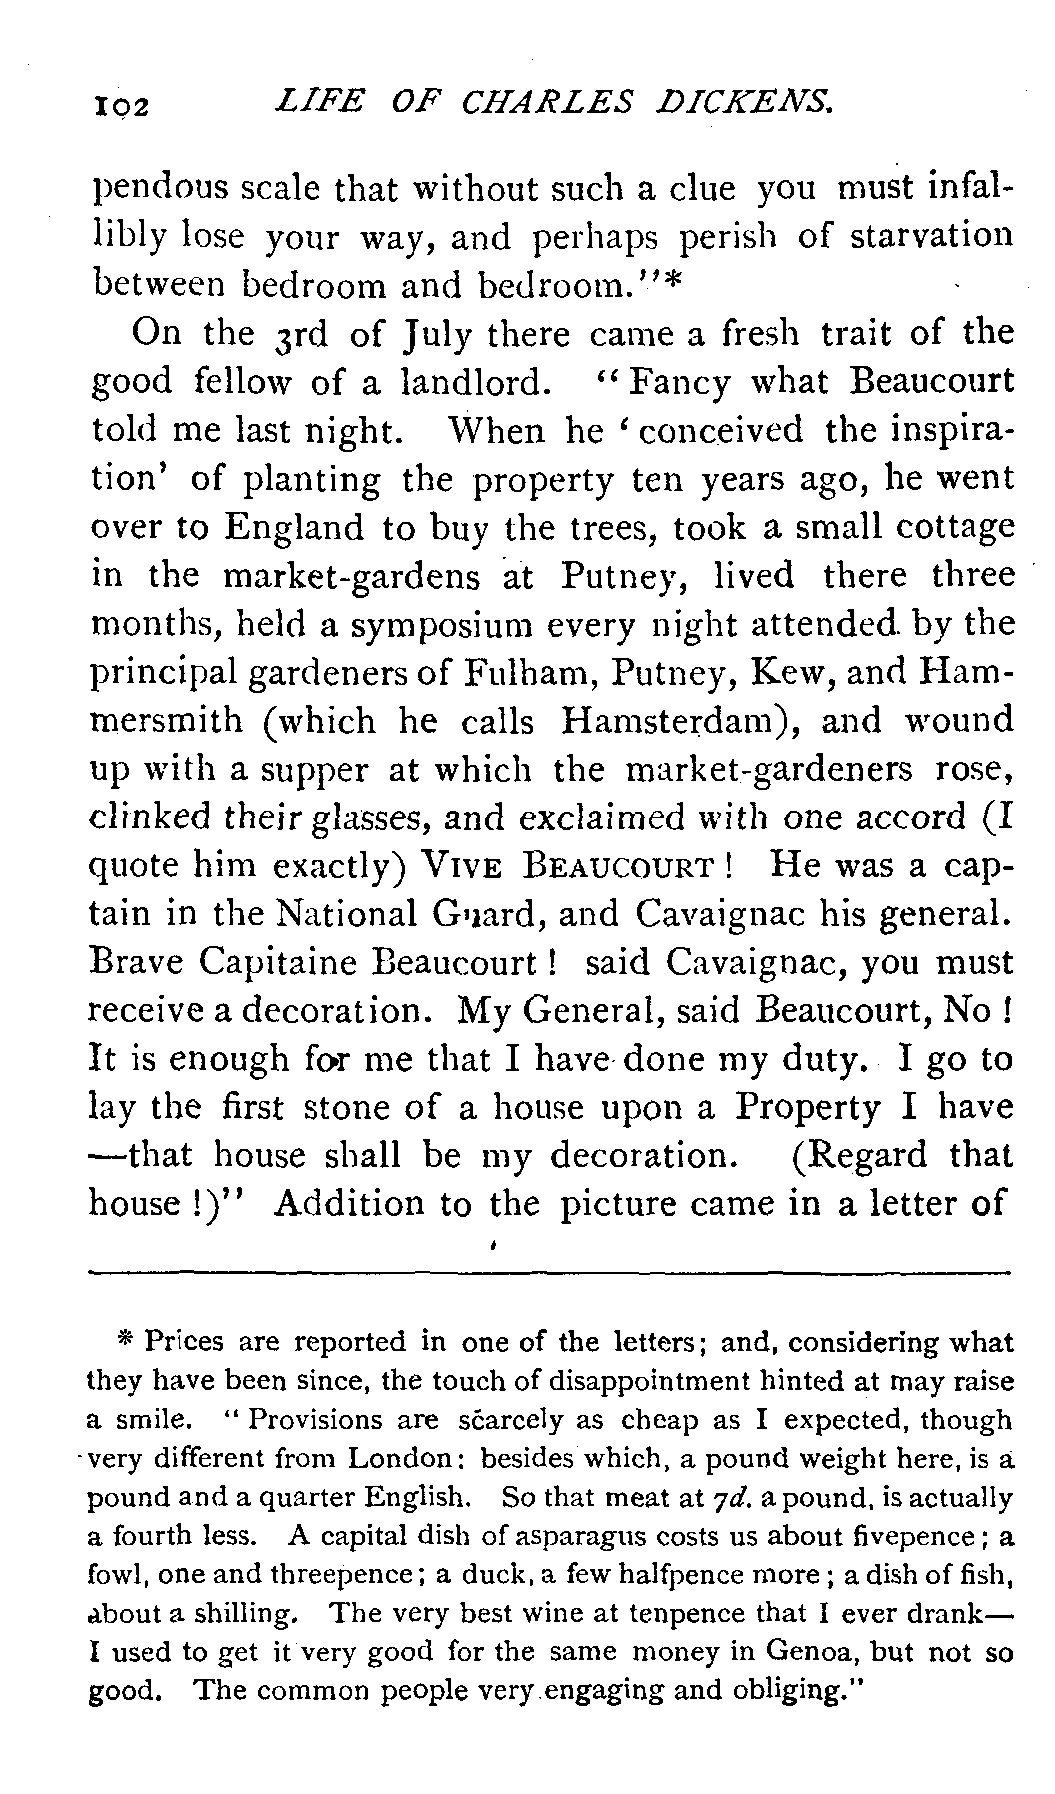 102 LIFE OF CHARLES DICKENS.
pendous scale that without such a clue you must infal-
libly lose your way, and perhaps perish of starvation
between bedroom and bedroom."*
On the 3rd of July there came a fresh trait of the
good fellow of a landlord. "Fancy what Beaucourt
told me last night. When he 'conceived the inspira-
tion' of planting the property ten years ago, he went
over to England to buy the trees, took a small cottage
in the market-gardens at Putney, lived there three
months, held a symposium every night attended by the
principal gardeners of Fulham, Putney, Kew, and Ham-
mersmith (which he calls Hamsterdam), and wound
up with a supper at which the market-gardeners rose,
clinked their glasses, and exclaimed with one accord (I
quote him exactly) VIVE BEAUCOURT! He was a cap-
tain in the National Guard, and Cavaignac his general.
Brave Capitaine Beaucourt! said Cavaignac, you must
receive a decoration. My General, said Beaucourt, No!
It is enough for me that I have done my duty. I go to
lay the first stone of a house upon a Property I have
—that house shall be my decoration. (Regard that
house!)" Addition to the picture came in a letter of
* Prices are reported in one of the letters; and, considering what
they have been since, the touch of disappointment hinted at may raise
a smile. "Provisions are scarcely as cheap as I expected, though
very different from London: besides which, a pound weight here, is a
pound and a quarter English. So that meat at 7d. a pound, is actually
a fourth less. A capital dish of asparagus costs us about fivepence; a
fowl, one and threepence; a duck, a few halfpence more; a dish of fish,
about a shilling. The very best wine at tenpence that I ever drank—
I used to get it very good for the same money in Genoa, but not so
good. The common people very engaging and obliging."